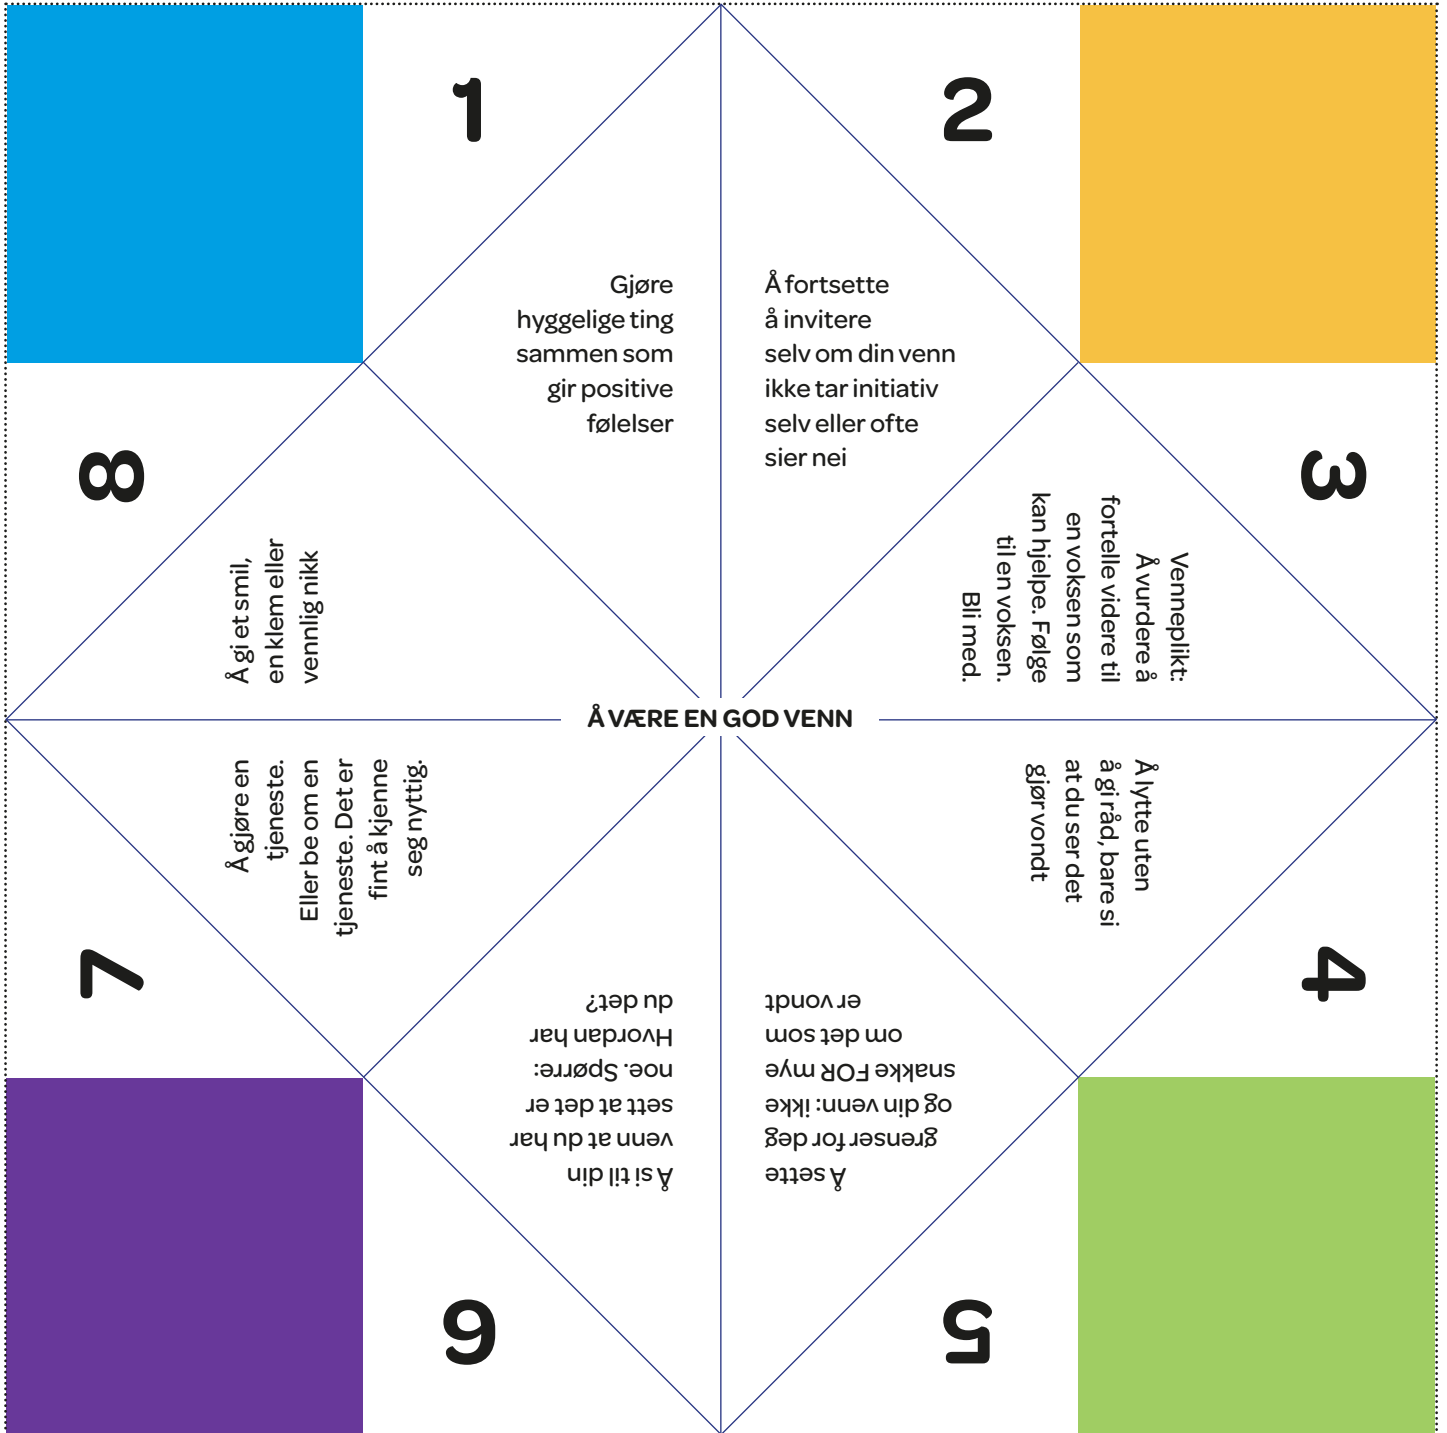 1
2
Gjøre
hyggelige ting
sammen som
gir positive
følelser
Å fortsette
å invitere
selv om din venn
ikke tar initiativ
selv eller ofte
sier nei
3
Venneplikt:
Å vurdere å
fortelle videre til
en voksen som
kan hjelpe. Følge
til en voksen.
Bli med.
4
Å lytte uten
å gi råd, bare si
at du ser det
gjør vondt
5
Å sette
grenser for deg
og din venn: ikke
snakke FOR mye
om det som
er vondt
6
Å si til din
venn at du har
sett at det er
noe. Spørre:
Hvordan har
du det?
7
Å gjøre en
tjeneste.
Eller be om en
tjeneste. Det er
fint å kjenne
seg nyttig.
8
Å gi et smil,
en klem eller
vennlig nikk
Å VÆRE EN GOD VENN